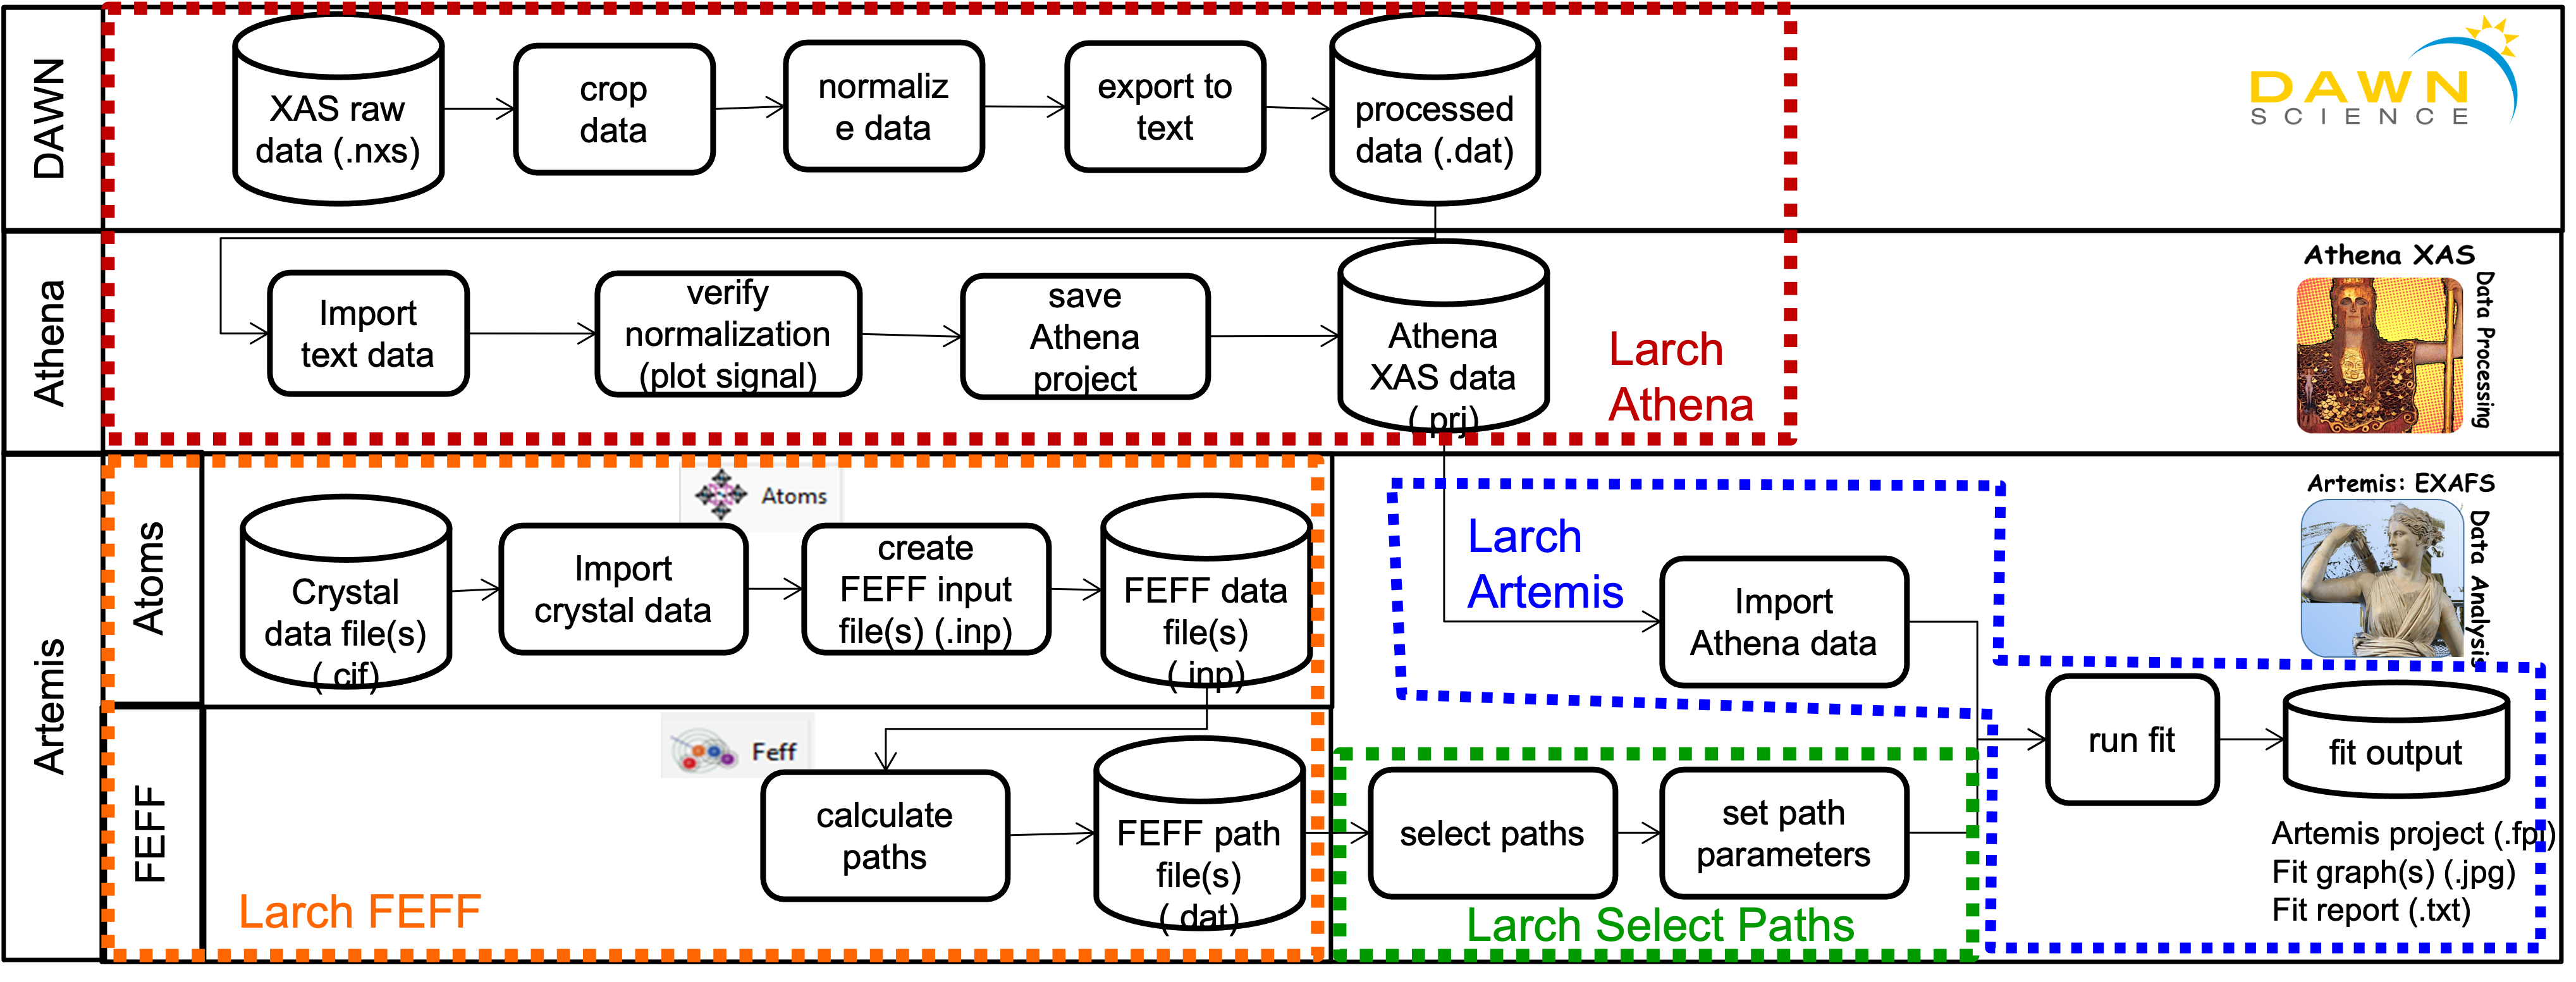 DAWN
XAS raw
data (.nxs)
crop
data
normaliz
e data
export to
text
processed
data (.dat)
DAWN
SCIENCE
Athena
Import
text data
verify
normalization
(plot signal)
save
Athena
project
Athena
XAS data
(.prj)
Larch
Athena
Athena XAS
Data Processing
Artemis
Atoms
Atoms
Crystal
data file(s)
(.cif)
Import
crystal data
create
FEFF input
file(s) (.inp)
FEFF data
file(s)
(.inp)
Larch
Artemis
Import
Athena data
Artemis: EXAFS
Data Analysis
FEFF
Feff
calculate
paths
FEFF path
file(s)
(.dat)
Larch FEFF
select paths
set path
parameters
Larch Select Paths
run fit
fit output
Artemis project (.fpj)
Fit graph(s) (.jpg)
Fit report (.txt)